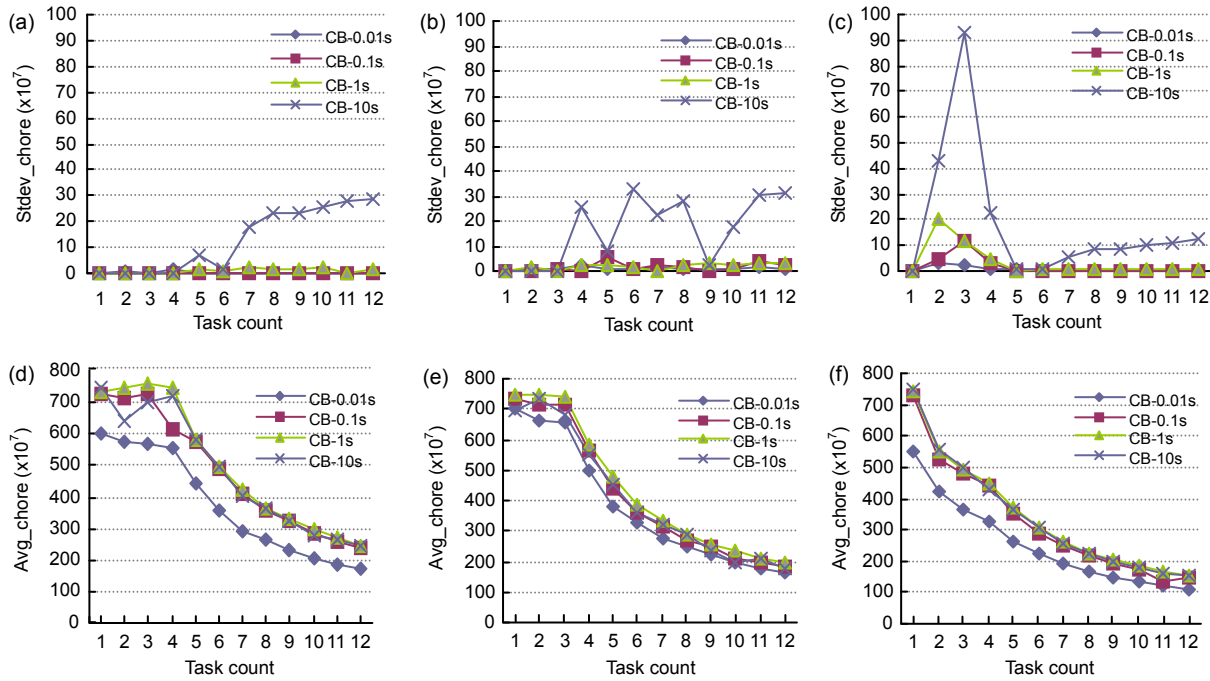 (a)
100
90
80
70
60
50
40
30
20
10
0
Stdev_chore (x10⁷)
CB-0.01s
CB-0.1s
CB-1s
CB-10s
1 2 3 4 5 6 7 8 9 10 11 12
Task count
(b)
100
90
80
70
60
50
40
30
20
10
0
Stdev_chore (x10⁷)
CB-0.01s
CB-0.1s
CB-1s
CB-10s
1 2 3 4 5 6 7 8 9 10 11 12
Task count
(c)
100
90
80
70
60
50
40
30
20
10
0
Stdev_chore (x10⁷)
CB-0.01s
CB-0.1s
CB-1s
CB-10s
1 2 3 4 5 6 7 8 9 10 11 12
Task count
(d)
800
700
600
500
400
300
200
100
0
Avg_chore (x10⁷)
CB-0.01s
CB-0.1s
CB-1s
CB-10s
1 2 3 4 5 6 7 8 9 10 11 12
Task count
(e)
800
700
600
500
400
300
200
100
0
Avg_chore (x10⁷)
CB-0.01s
CB-0.1s
CB-1s
CB-10s
1 2 3 4 5 6 7 8 9 10 11 12
Task count
(f)
800
700
600
500
400
300
200
100
0
Avg_chore (x10⁷)
CB-0.01s
CB-0.1s
CB-1s
CB-10s
1 2 3 4 5 6 7 8 9 10 11 12
Task count